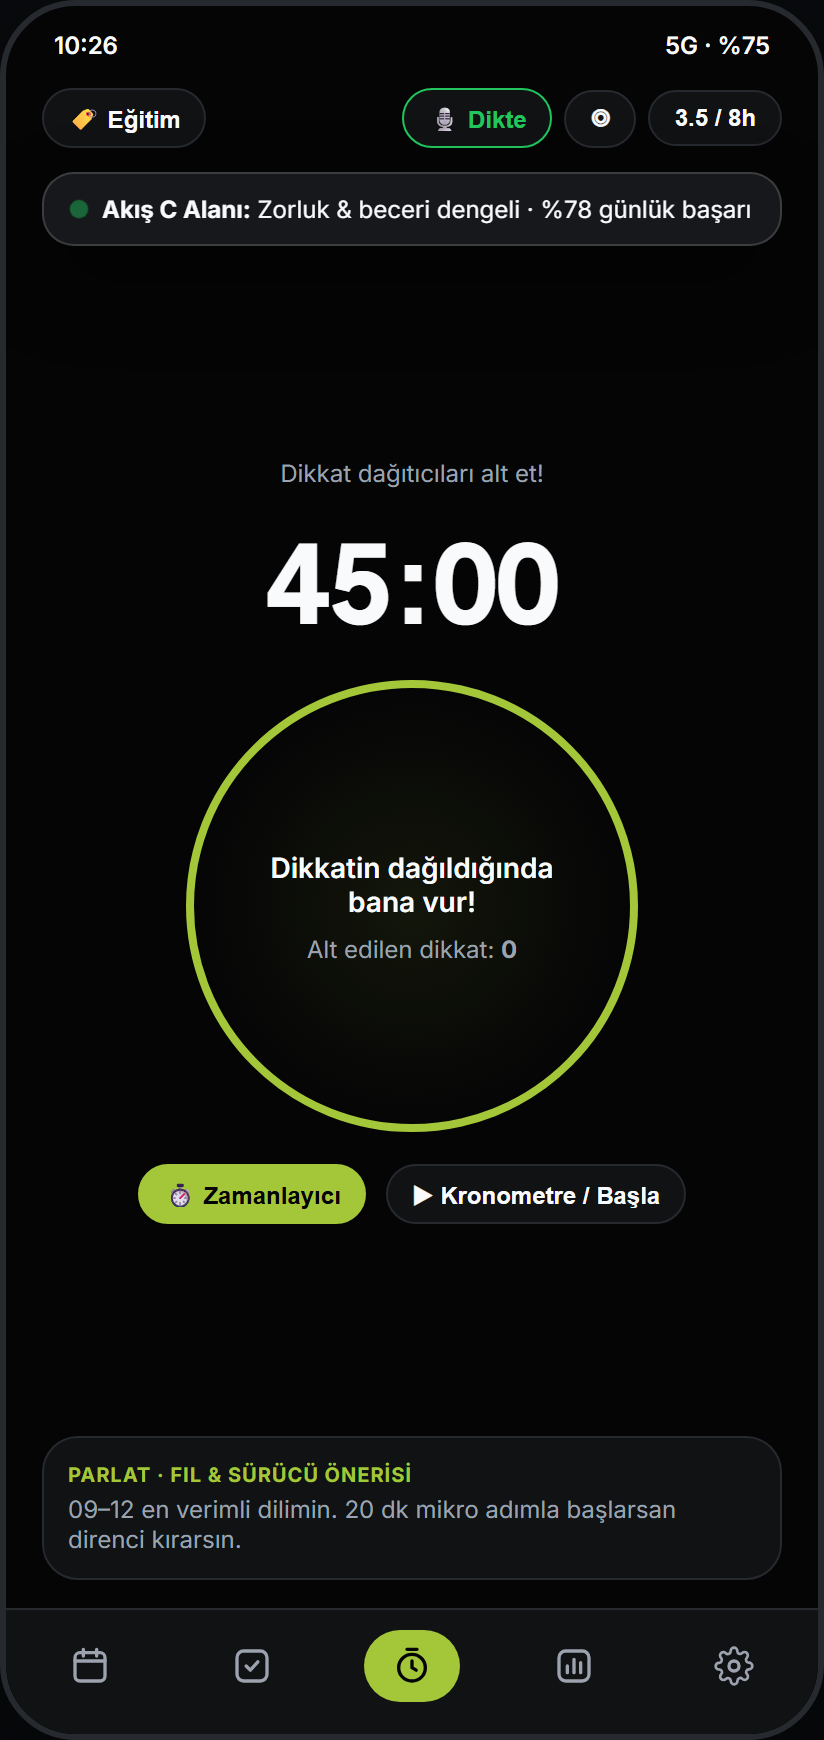 10:26
5G · %75
Eğitim
Dikte
3.5 / 8h
Akış C Alanı: Zorluk & beceri dengeli · %78 günlük başarı
Dikkat dağıtıcıları alt et!
45:00
Dikkatin dağıldığında
bana vur!
Alt edilen dikkat: 0
Zamanlayıcı
Kronometre / Başla
PARLAT · FIL & SÜRÜCÜ ÖNERİSİ
09–12 en verimli dilimin. 20 dk mikro adımla başlarsan
direnci kırarsın.